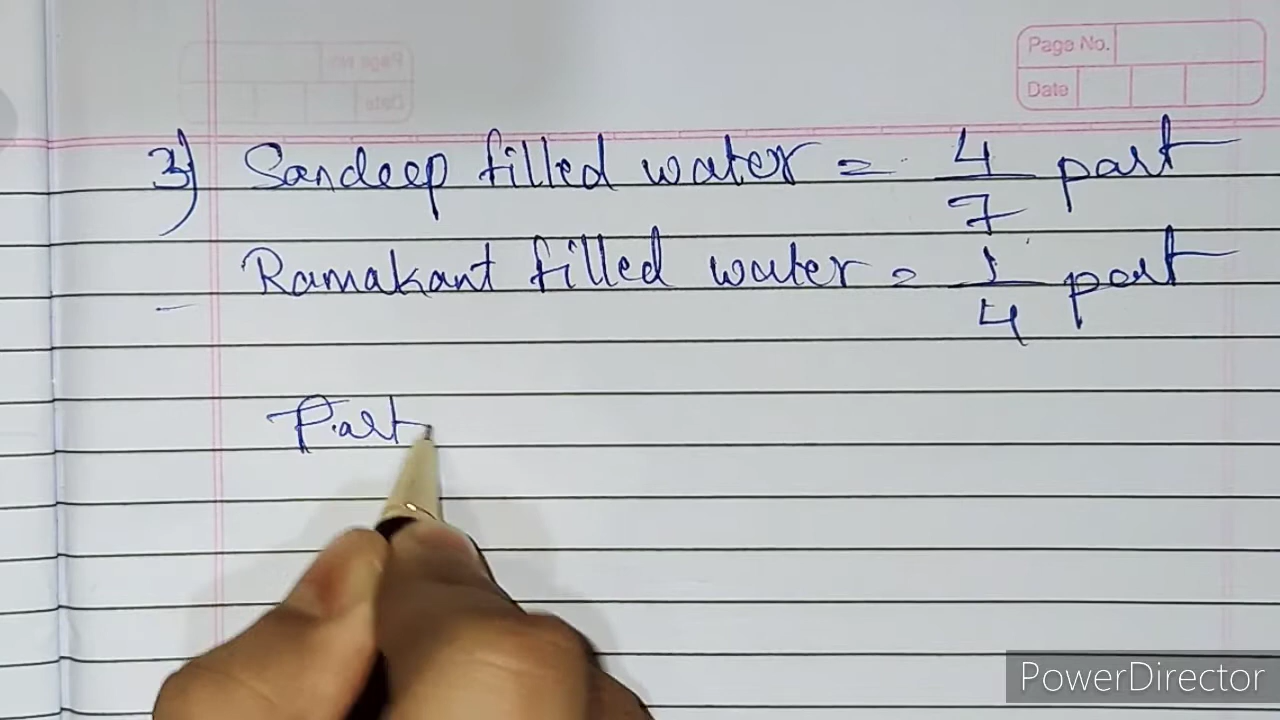 Page No.
Date
3) Sandeep filled water = 4/7 part
Ramakant filled water = 1/4 part
Part
PowerDirector